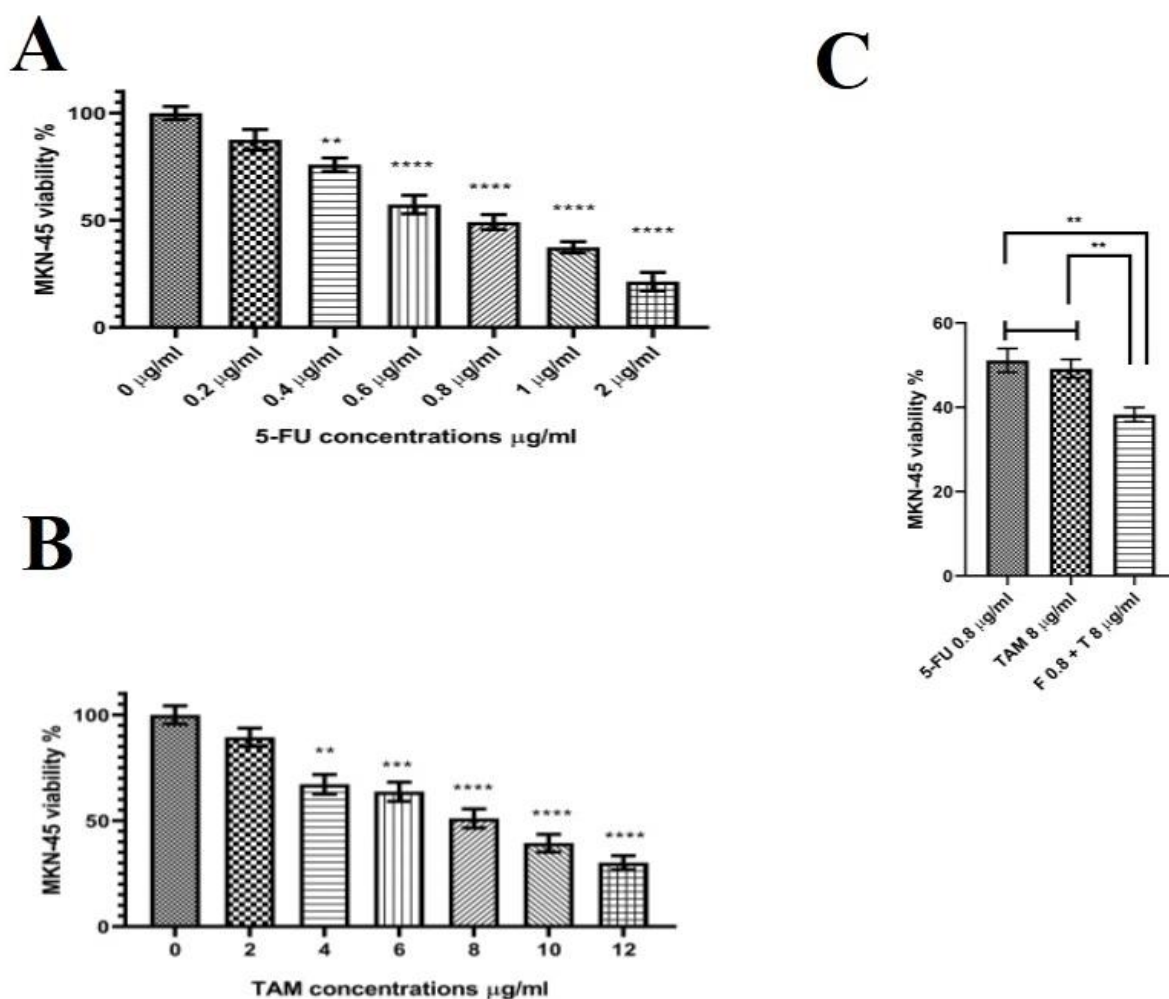 A
MKN-45 viability %
100
50
0
**
****
****
****
****
0 μg/ml
0.2 μg/ml
0.4 μg/ml
0.6 μg/ml
0.8 μg/ml
1 μg/ml
2 μg/ml
5-FU concentrations μg/ml
B
MKN-45 viability %
100
50
0
**
***
****
****
****
0 2 4 6 8 10 12
TAM concentrations μg/ml
C
**
**
MKN-45 viability %
60
40
20
0
5-FU 0.8 μg/ml
TAM 8 μg/ml
F 0.8 + T 8 μg/ml